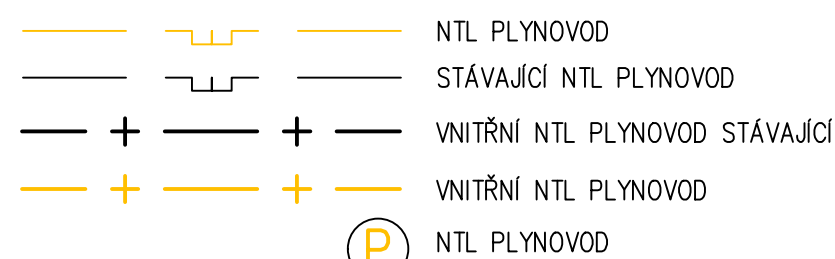 NTL PLYNOVOD
STÁVAJÍCÍ NTL PLYNOVOD
VNITŘNÍ NTL PLYNOVOD STÁVAJÍCÍ
VNITŘNÍ NTL PLYNOVOD
P NTL PLYNOVOD